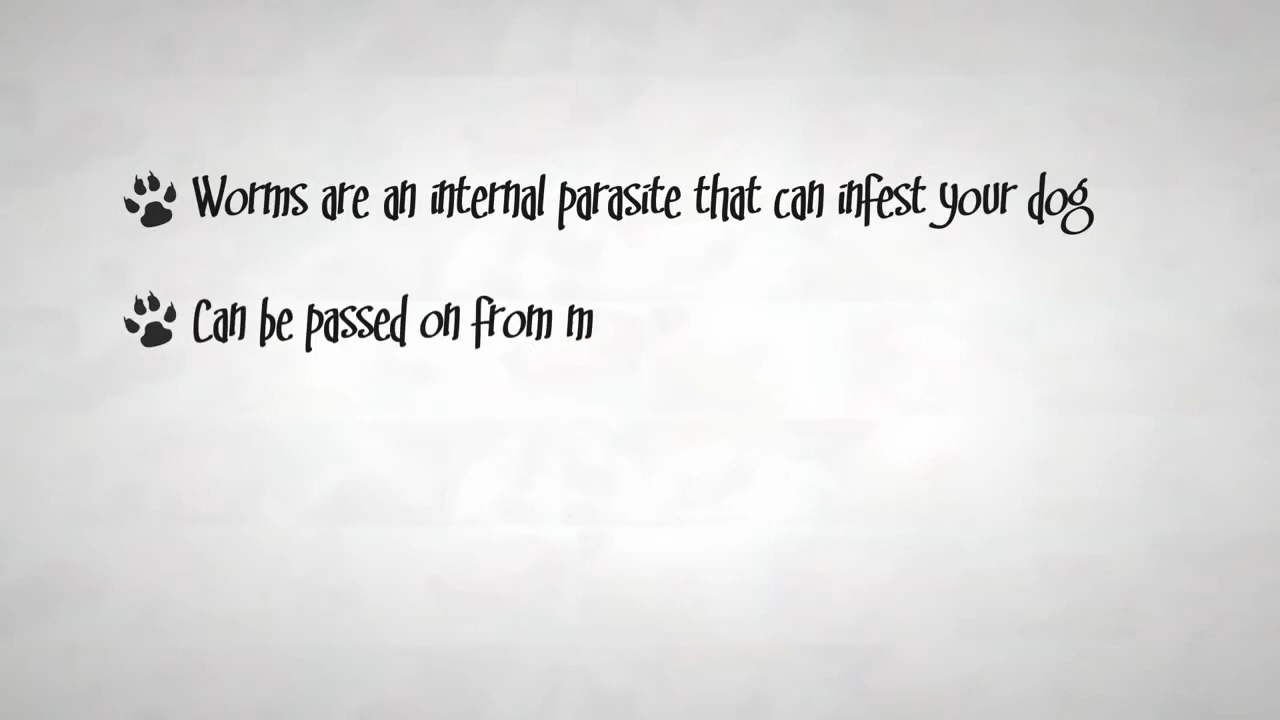 Worms are an internal parasite that can infest your dog
Can be passed on from m